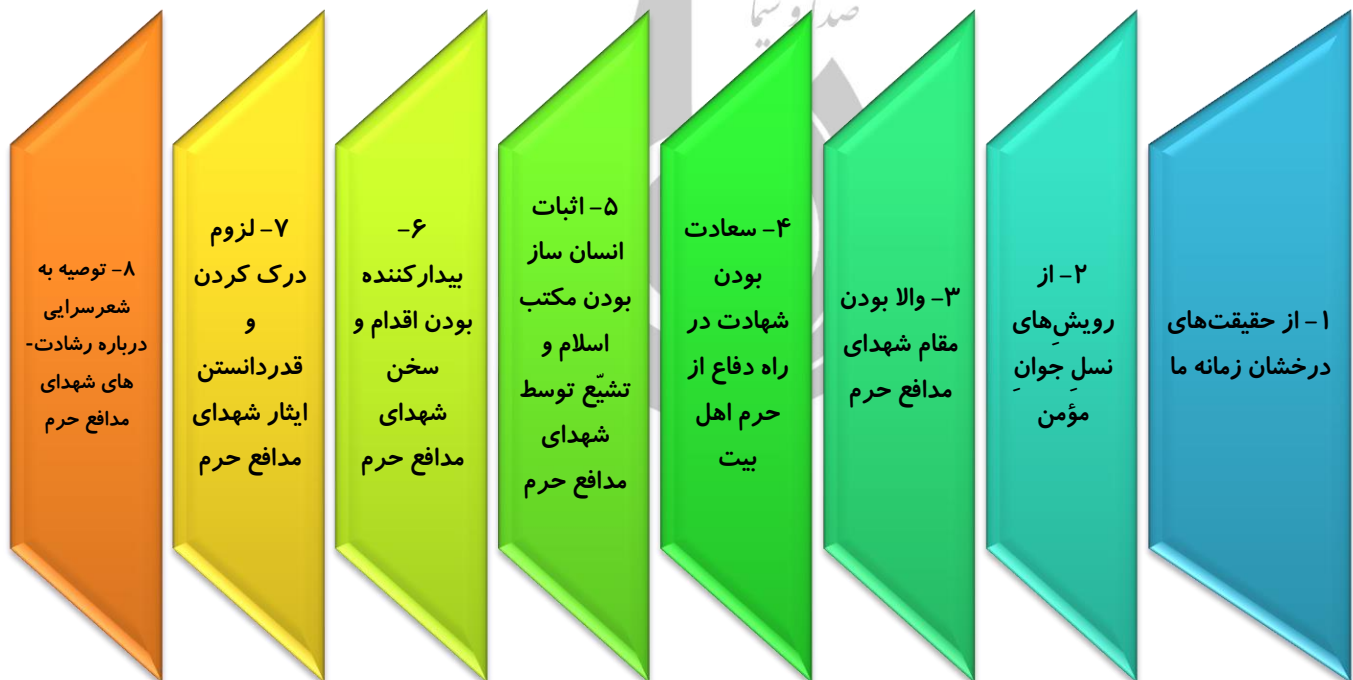 صدا و سیما
۱- از حقیقت‌های
درخشان زمانه ما
۲- از
رویش‌های
نسلِ جوانِ
مؤمن
۳- والا بودن
مقام شهدای
مدافع حرم
۴- سعادت
بودن
شهادت در
راه دفاع از
حرم اهل
بیت
۵- اثبات
انسان ساز
بودن مکتب
اسلام و
تشیّع توسط
شهدای
مدافع حرم
۶-
بیدارکننده
بودن اقدام و
سخن
شهدای
مدافع حرم
۷- لزوم
درک کردن
و
قدردانستن
ایثار شهدای
مدافع حرم
۸- توصیه به
شعرسرایی
درباره رشادت-
های شهدای
مدافع حرم